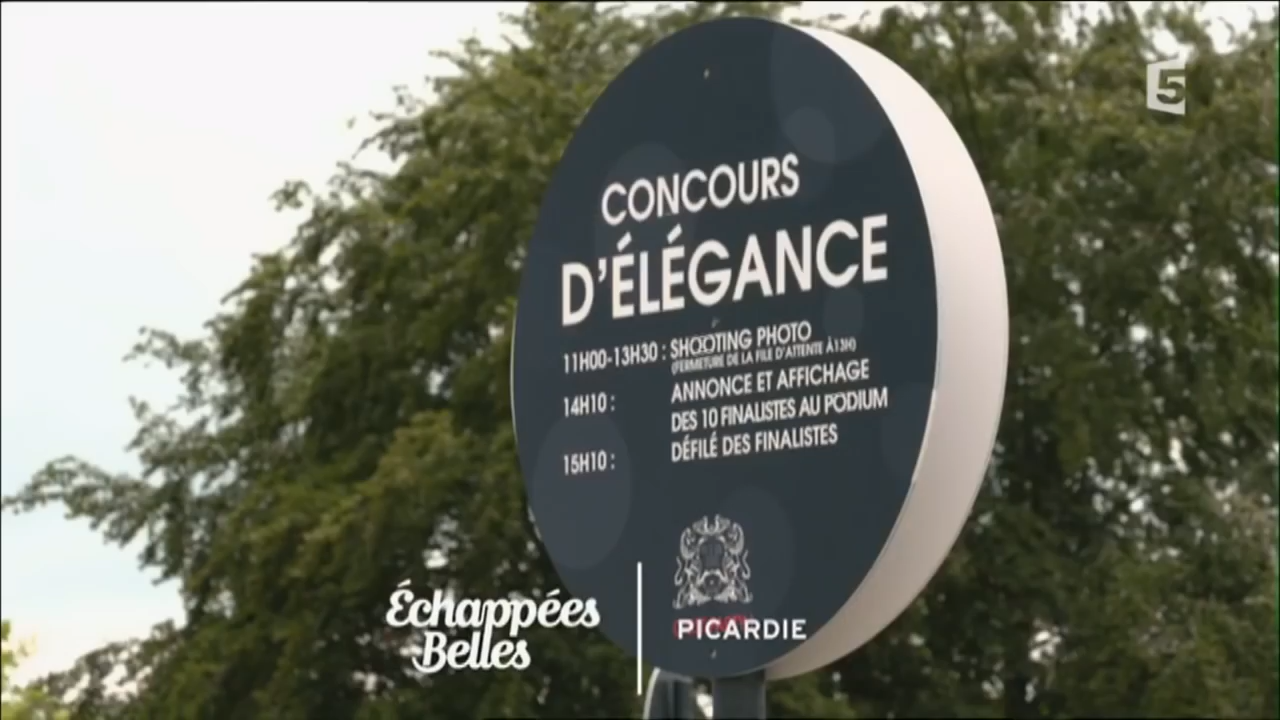 5
CONCOURS
D'ÉLÉGANCE
11H00-13H30 : SHOOTING PHOTO
(FERMETURE DE LA FILE D'ATTENTE À 13H)
14H10 : ANNONCE ET AFFICHAGE
DES 10 FINALISTES AU PODIUM
15H10 : DÉFILÉ DES FINALISTES
Échappées
Belles
PICARDIE